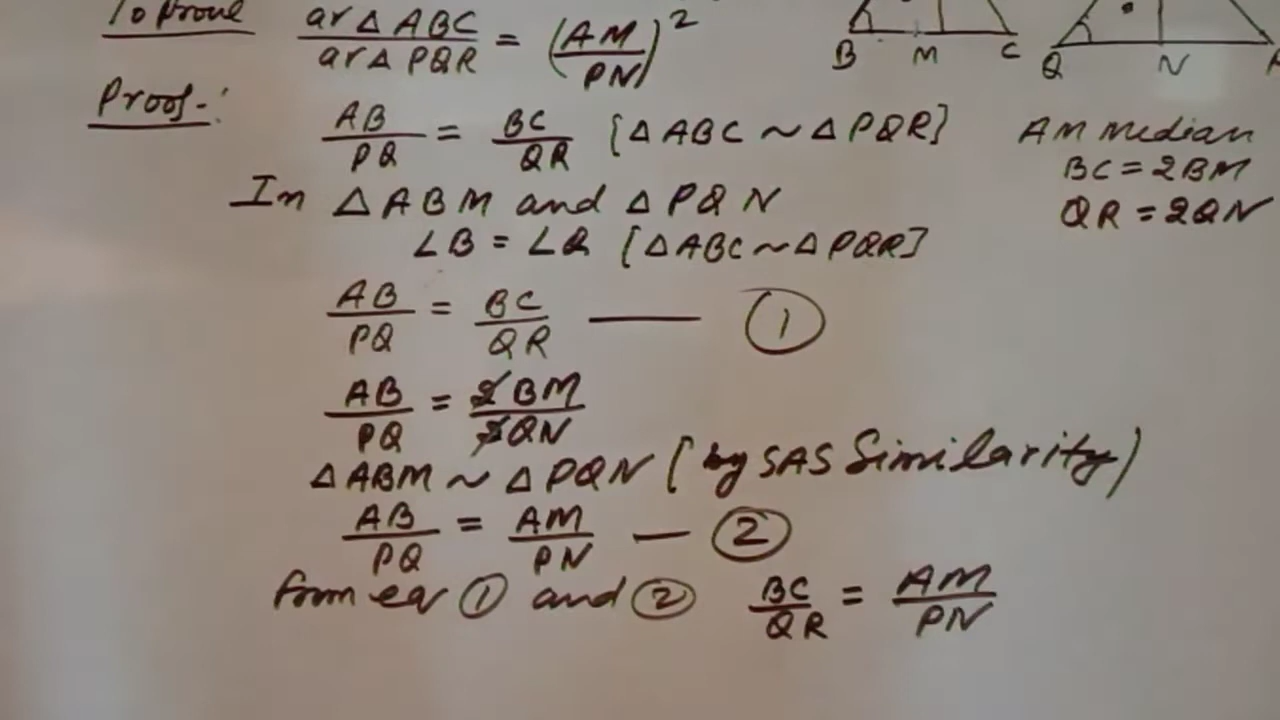 To prove ar △ ABC / ar △ PQR = (AM/PN)²
B M C Q N
Proof:-
AB/PQ = BC/QR [△ ABC ~ △ PQR]
AM median
BC = 2BM
In △ ABM and △ PQN
QR = 2QN
∠B = ∠Q [△ABC ~ △ PQR]
AB/PQ = BC/QR —— 1
AB/PQ = 2BM/2QN
△ ABM ~ △ PQN [by SAS Similarity)
AB/PQ = AM/PN — 2
form eq 1 and 2 BC/QR = AM/PN